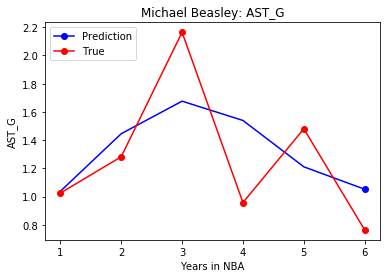 Michael Beasley: AST_G
Prediction
True
AST_G
2.2
2.0
1.8
1.6
1.4
1.2
1.0
0.8
1 2 3 4 5 6
Years in NBA